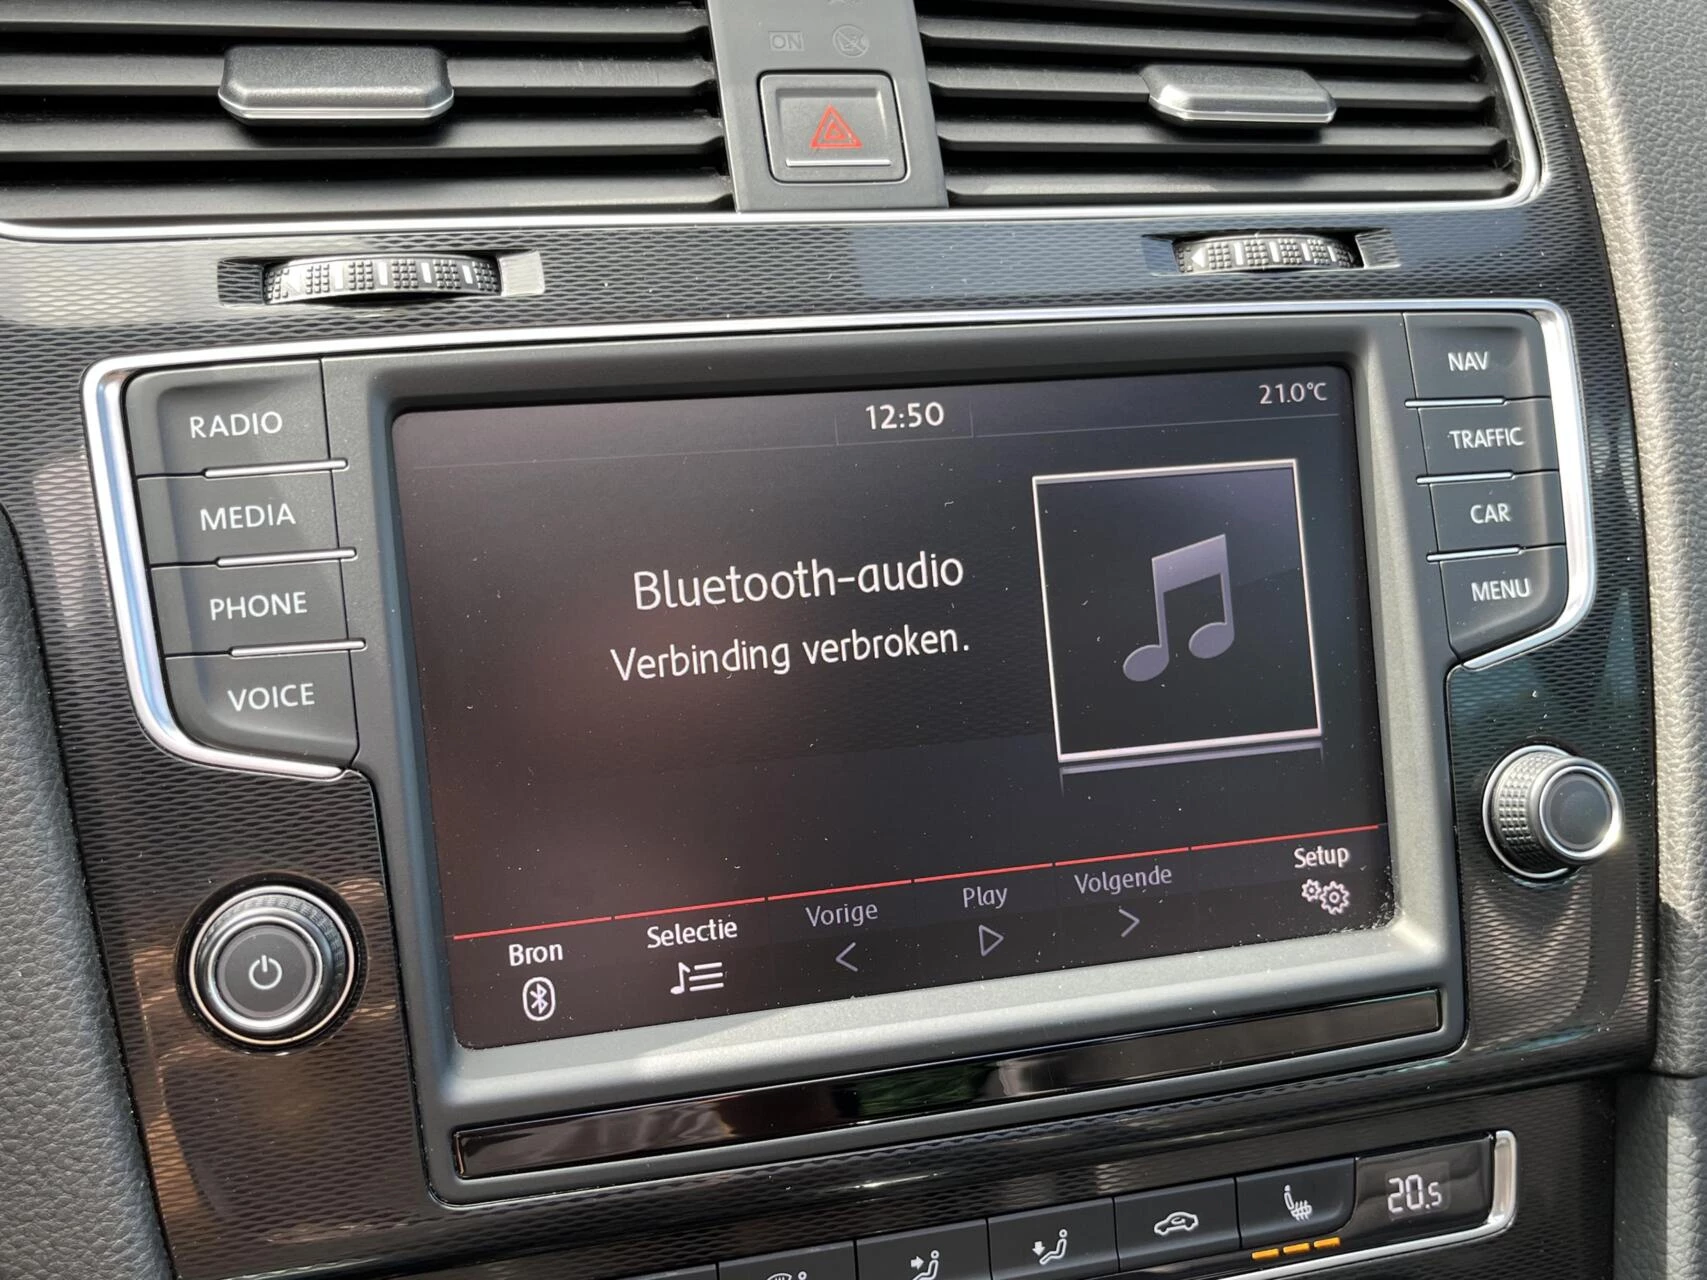 ON
RADIO
MEDIA
PHONE
VOICE
12:50
21.0°C
Bluetooth-audio
Verbinding verbroken.
Bron
Selectie
Vorige
Play
Volgende
Setup
NAV
TRAFFIC
CAR
MENU
20.5